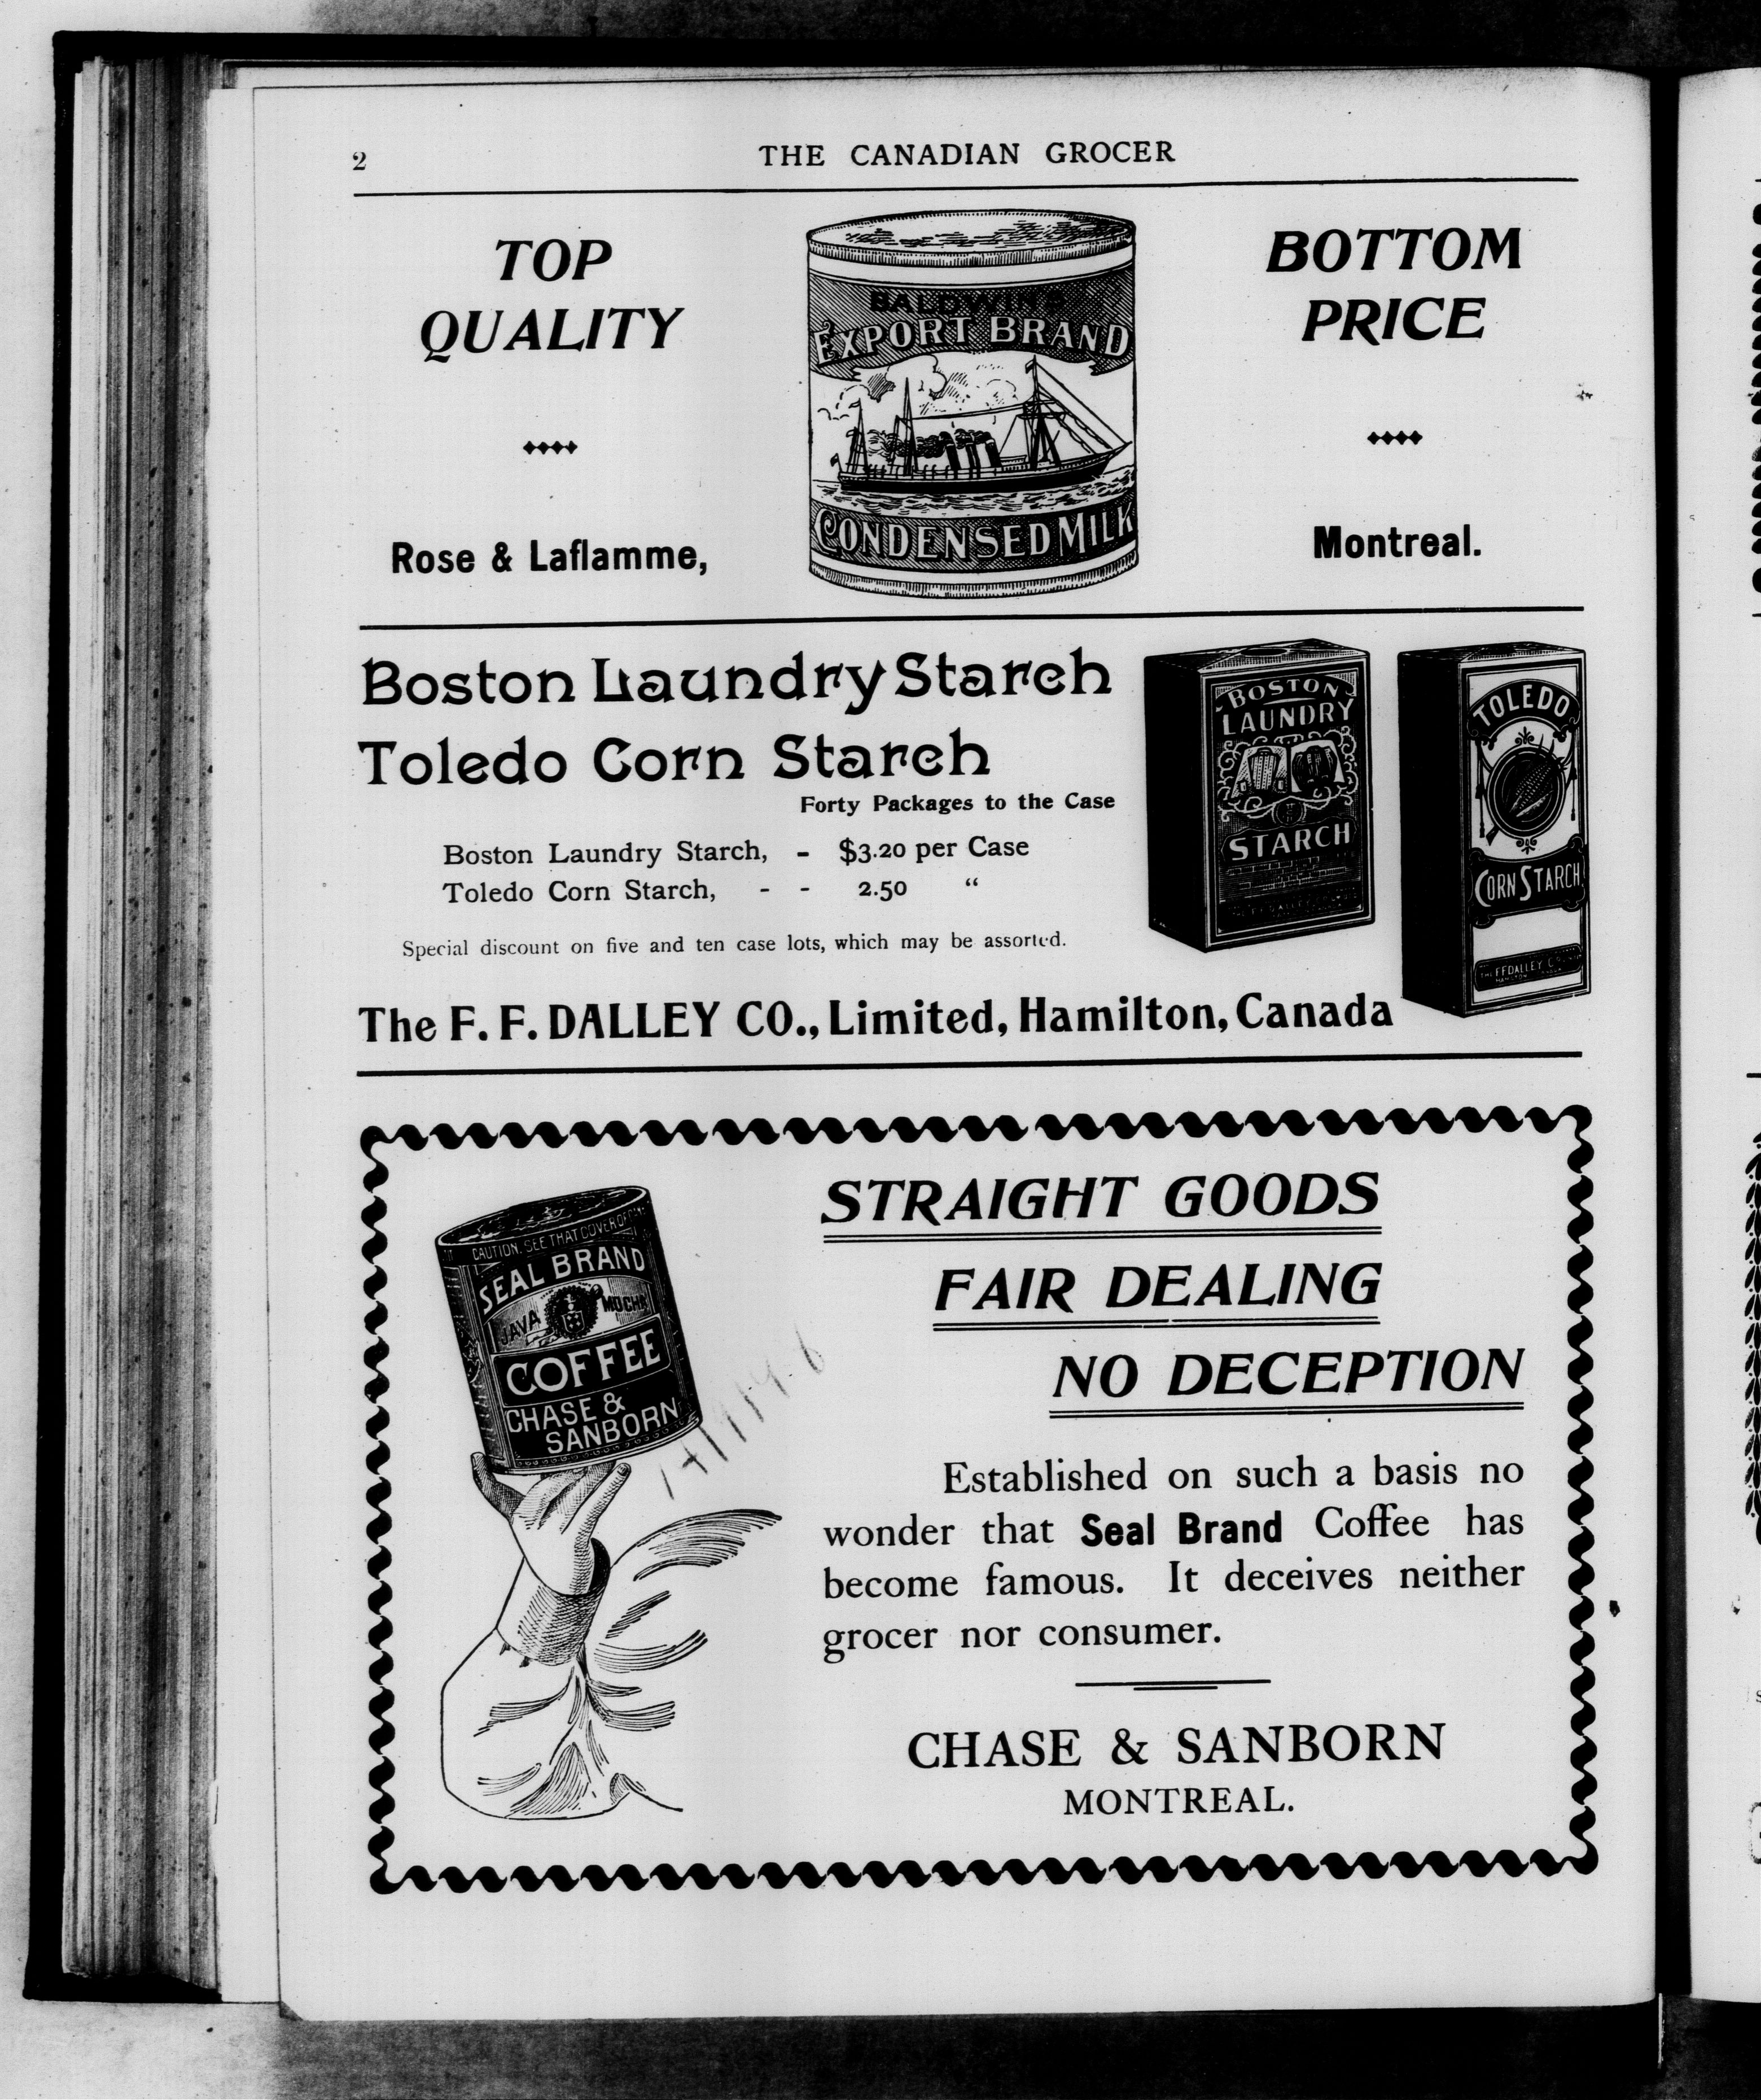 2
THE CANADIAN GROCER
TOP
QUALITY
Rose & Laflamme,
BALDWIN'S
EXPORT BRAND
CONDENSED MILK
BOTTOM
PRICE
Montreal.
Boston Laundry Starch
Toledo Corn Starch
Forty Packages to the Case
Boston Laundry Starch, - $3.20 per Case
Toledo Corn Starch, - - 2.50 “
Special discount on five and ten case lots, which may be assorted.
The F. F. DALLEY CO., Limited, Hamilton, Canada
BOSTON
LAUNDRY
STARCH
TOLEDO
CORN STARCH
THE F.F. DALLEY
CAUTION. SEE THAT COVER OF
SEAL BRAND
JAVA MOCHA
COFFEE
CHASE &
SANBORN
STRAIGHT GOODS
FAIR DEALING
NO DECEPTION
Established on such a basis no
wonder that Seal Brand Coffee has
become famous. It deceives neither
grocer nor consumer.
CHASE & SANBORN
MONTREAL.